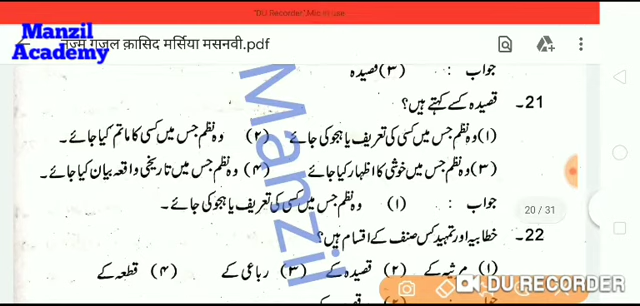 "DU Recorder" Mic in use
Manzil
Academy
नज़्म ग़ज़ल क़ासिद मर्सिया मसनवी.pdf
جواب : (۳) قصیدہ
21۔ قصیدہ کسے کہتے ہیں؟
(۱) وہ نظم جس میں کسی کی تعریف یا ہجو کی جائے (۲) وہ نظم جس میں کسی کا ماتم کیا جائے۔
(۳) وہ نظم جس میں خوشی کا اظہار کیا جائے (۴) وہ نظم جس میں تاریخی واقعہ بیان کیا جائے۔
جواب : (۱) وہ نظم جس میں کسی کی تعریف یا ہجو کی جائے۔
20 / 31
22۔ خطابیہ اور تمہید کس صنف کے اقسام ہیں؟
(۱) مرثیہ کے (۲) قصیدہ کے (۳) رباعی کے (۴) قطعہ کے
Manzil
DU RECORDER